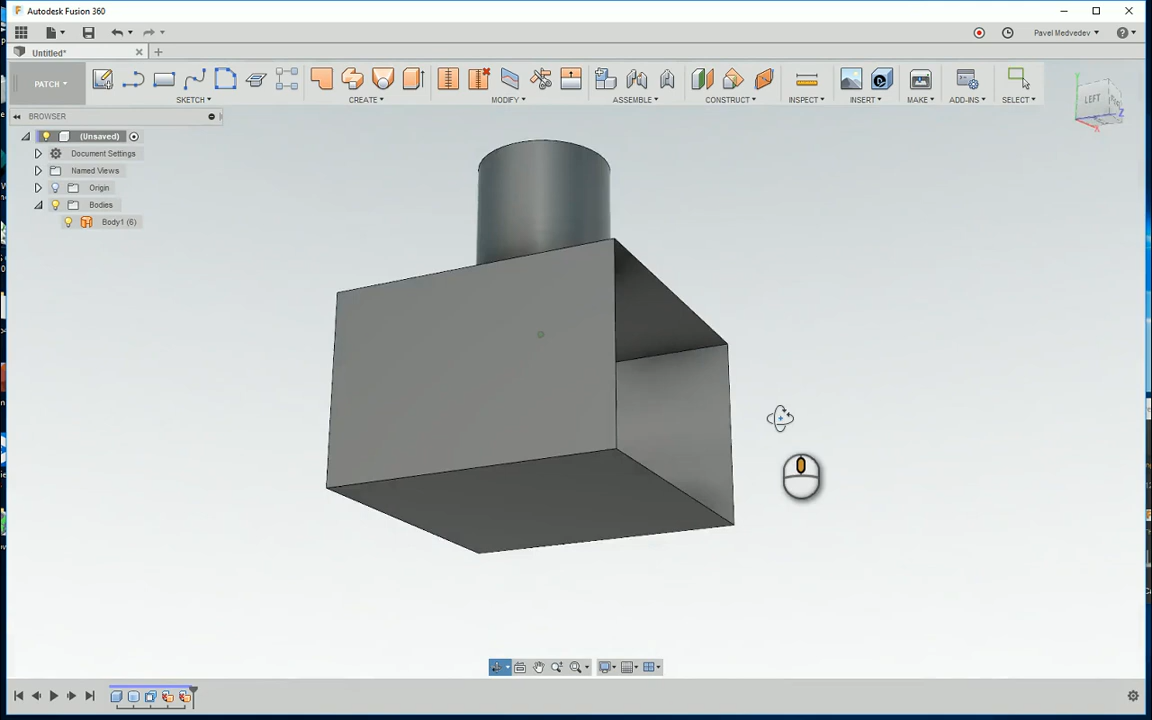 Autodesk Fusion 360
Untitled*
Pavel Medvedev
PATCH
SKETCH
CREATE
MODIFY
ASSEMBLE
CONSTRUCT
INSPECT
INSERT
MAKE
ADD-INS
SELECT
LEFT
Y
Z
X
BROWSER
(Unsaved)
Document Settings
Named Views
Origin
Bodies
Body1 (6)